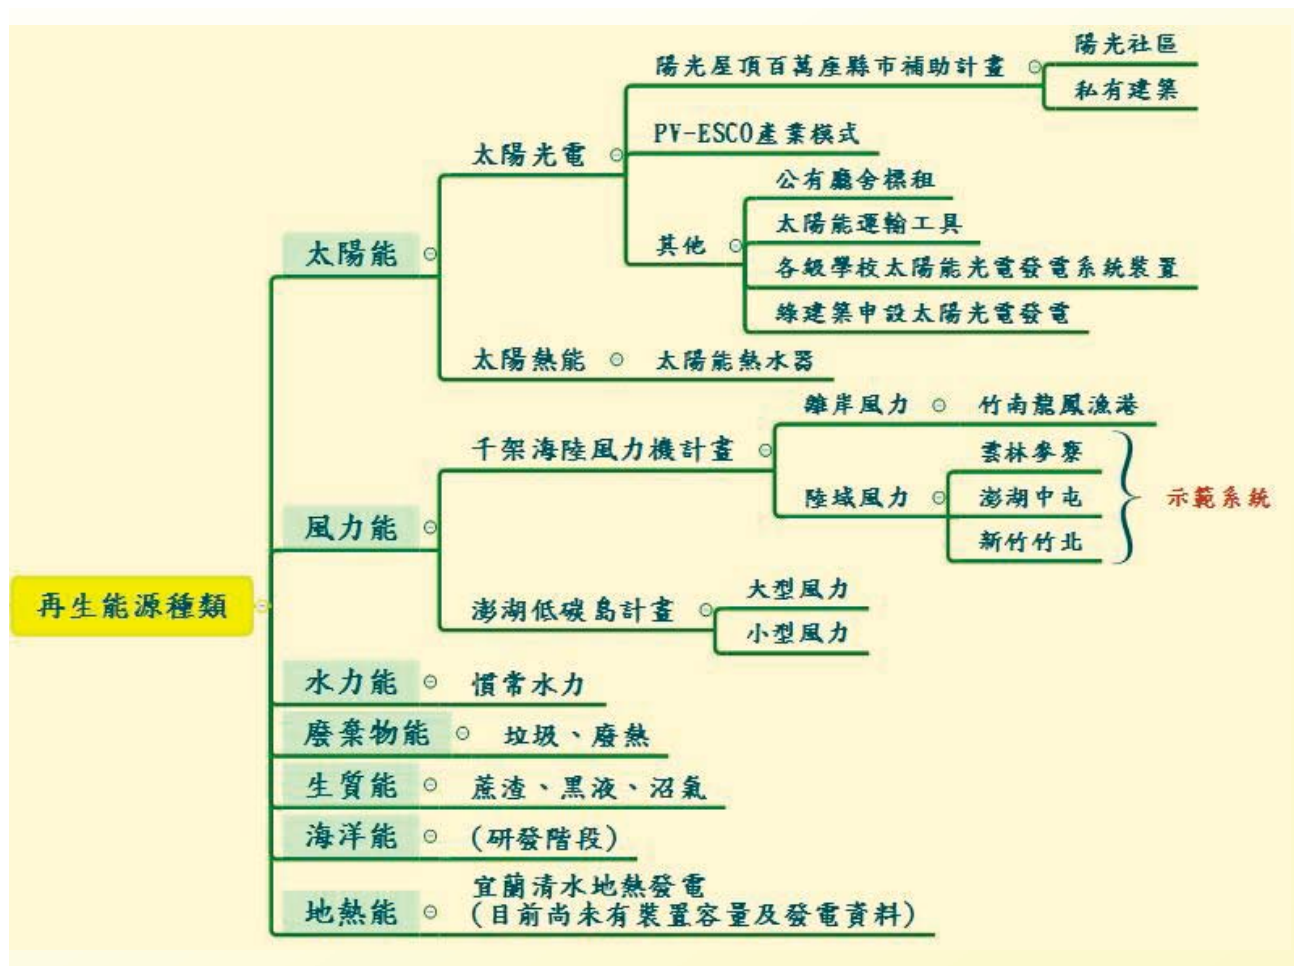 陽光社區
陽光屋頂百萬座縣市補助計畫
私有建築
PV-ESCO產業模式
太陽光電
公有廳舍標租
太陽能運輸工具
其他
各級學校太陽能光電發電系統裝置
太陽能
綠建築申設太陽光電發電
太陽熱能
太陽能熱水器
離岸風力
竹南龍鳳漁港
千架海陸風力機計畫
雲林麥寮
陸域風力
澎湖中屯
示範系統
新竹竹北
風力能
大型風力
澎湖低碳島計畫
小型風力
再生能源種類
水力能
慣常水力
廢棄物能
垃圾、廢熱
生質能
蔗渣、黑液、沼氣
海洋能
(研發階段)
地熱能
宜蘭清水地熱發電
(目前尚未有裝置容量及發電資料)